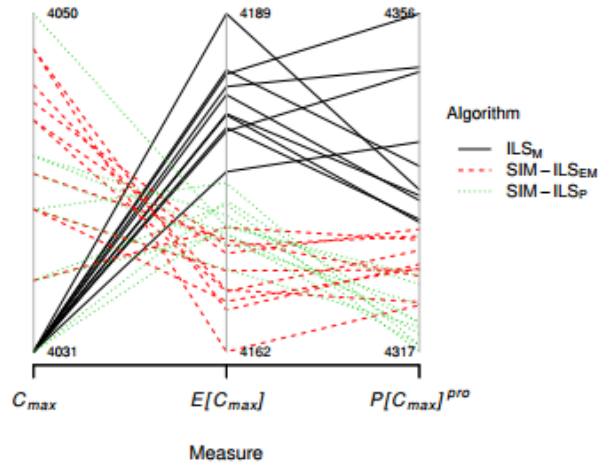 4050 4189 4356
Algorithm
ILS_M
SIM – ILS_EM
SIM – ILS_P
4031 4162 4317
C_max E[C_max] P[C_max]^pro
Measure